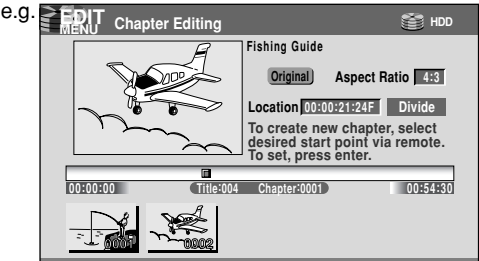 e.g.
EDIT MENU Chapter Editing HDD
Fishing Guide
Original Aspect Ratio 4:3
Location 00:00:21:24F Divide
To create new chapter, select
desired start point via remote.
To set, press enter.
00:00:00 Title:004 Chapter:0001 00:54:30
0001 0002